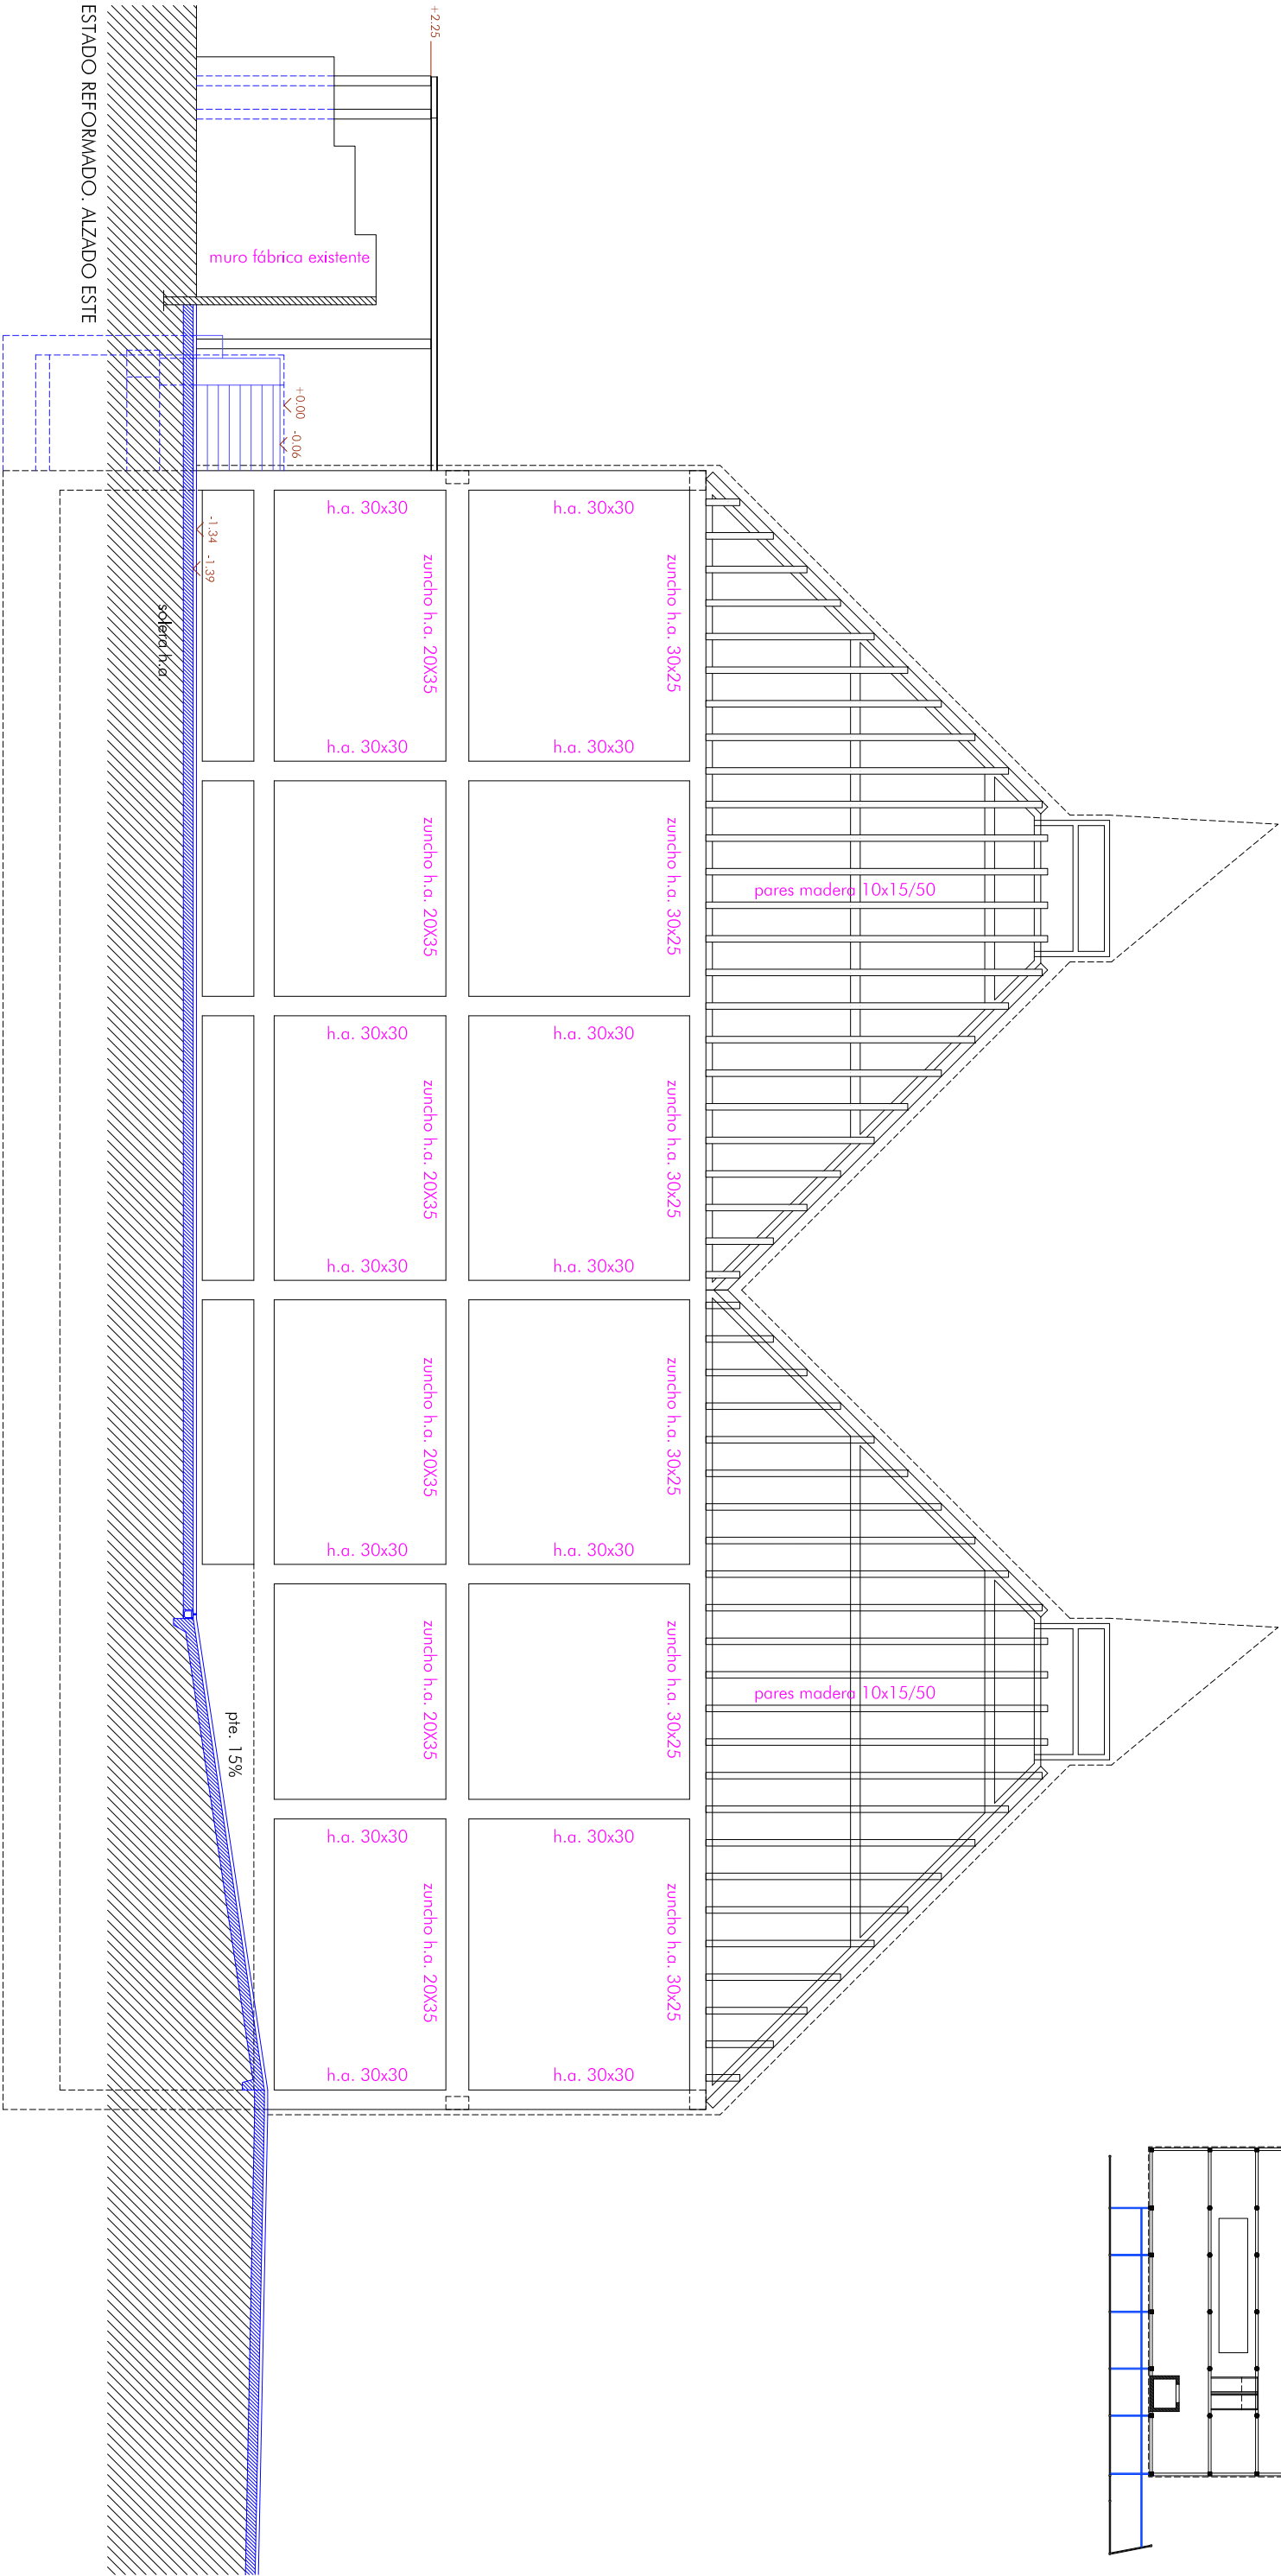 ESTADO REFORMADO. ALZADO ESTE
+2.25
muro fábrica existente
+0.00
-0.06
h.a. 30x30
h.a. 30x30
-1.34
-1.39
solera h.a
zuncho h.a. 20X35
zuncho h.a. 30x25
h.a. 30x30
h.a. 30x30
zuncho h.a. 20X35
zuncho h.a. 30x25
pares madera 10x15/50
h.a. 30x30
h.a. 30x30
zuncho h.a. 20X35
zuncho h.a. 30x25
h.a. 30x30
h.a. 30x30
zuncho h.a. 20X35
zuncho h.a. 30x25
h.a. 30x30
h.a. 30x30
zuncho h.a. 20X35
zuncho h.a. 30x25
pares madera 10x15/50
pte. 15%
h.a. 30x30
h.a. 30x30
zuncho h.a. 20X35
zuncho h.a. 30x25
h.a. 30x30
h.a. 30x30